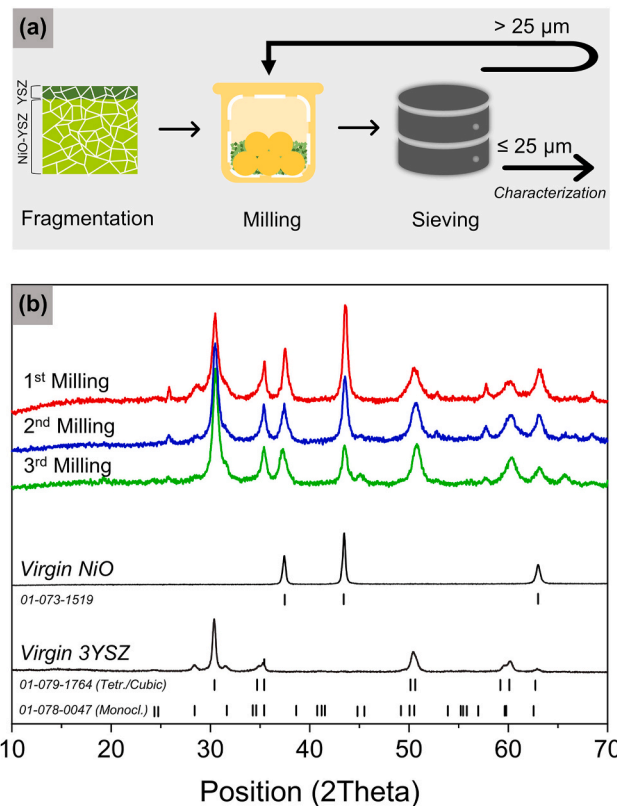 (a)
> 25 µm
YSZ
NiO-YSZ
≤ 25 µm
Characterization
Fragmentation
Milling
Sieving
(b)
1st Milling
2nd Milling
3rd Milling
Virgin NiO
01-073-1519
Virgin 3YSZ
01-079-1764 (Tetr./Cubic)
01-078-0047 (Monocl.)
10 20 30 40 50 60 70
Position (2Theta)